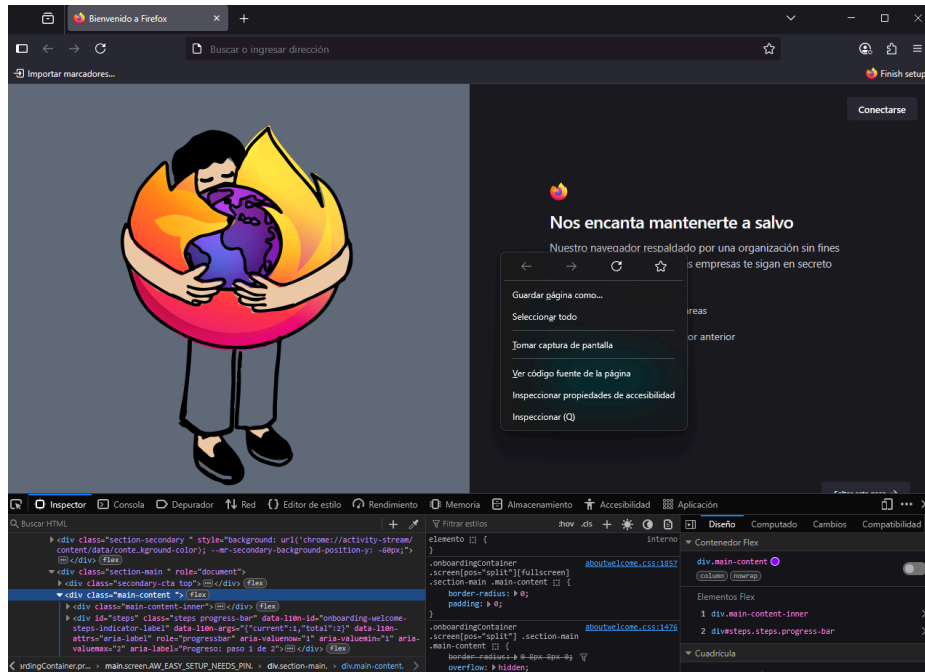 Bienvenido a Firefox
Buscar o ingresar dirección
Importar marcadores...
Finish setup
Conectarse
Nos encanta mantenerte a salvo
Nuestro navegador respaldado por una organización sin fines
s empresas te sigan en secreto
reas
or anterior
Guardar página como...
Seleccionar todo
Tomar captura de pantalla
Ver código fuente de la página
Inspeccionar propiedades de accesibilidad
Inspeccionar (Q)
Inspector Consola Depurador Red Editor de estilo Rendimiento Memoria Almacenamiento Accesibilidad Aplicación
Buscar HTML
<div class="section-secondary " style="background: url('chrome://activity-stream/
content/data/conte…kground-color); --mr-secondary-background-position-y: -60px;">
</div> flex
<div class="section-main " role="document">
<div class="secondary-cta top"></div> flex
<div class="main-content "> flex
<div class="main-content-inner"></div> flex
<div id="steps" class="steps progress-bar" data-l10n-id="onboarding-welcome-
steps-indicator-label" data-l10n-args="{"current":1,"total":2}" data-l10n-
attrs="aria-label" role="progressbar" aria-valuenow="1" aria-valuemin="1" aria-
valuemax="2" aria-label="Progreso: paso 1 de 2"></div> flex
ardingContainer.pr... main.screen.AW_EASY_SETUP_NEEDS_PIN. div.section-main. div.main-content.
Filtrar estilos :hov .cls
elemento { interno
}
.onboardingContainer aboutwelcome.css:1857
.screen[pos="split"][fullscreen]
.section-main .main-content {
border-radius: 0;
padding: 0;
}
.onboardingContainer aboutwelcome.css:1476
.screen[pos="split"] .section-main
.main-content {
border-radius: 0 8px 8px 0;
overflow: hidden;
Diseño Computado Cambios Compatibilidad
Contenedor Flex
div.main-content
column nowrap
Elementos Flex
1 div.main-content-inner
2 div#steps.steps.progress-bar
Cuadrícula